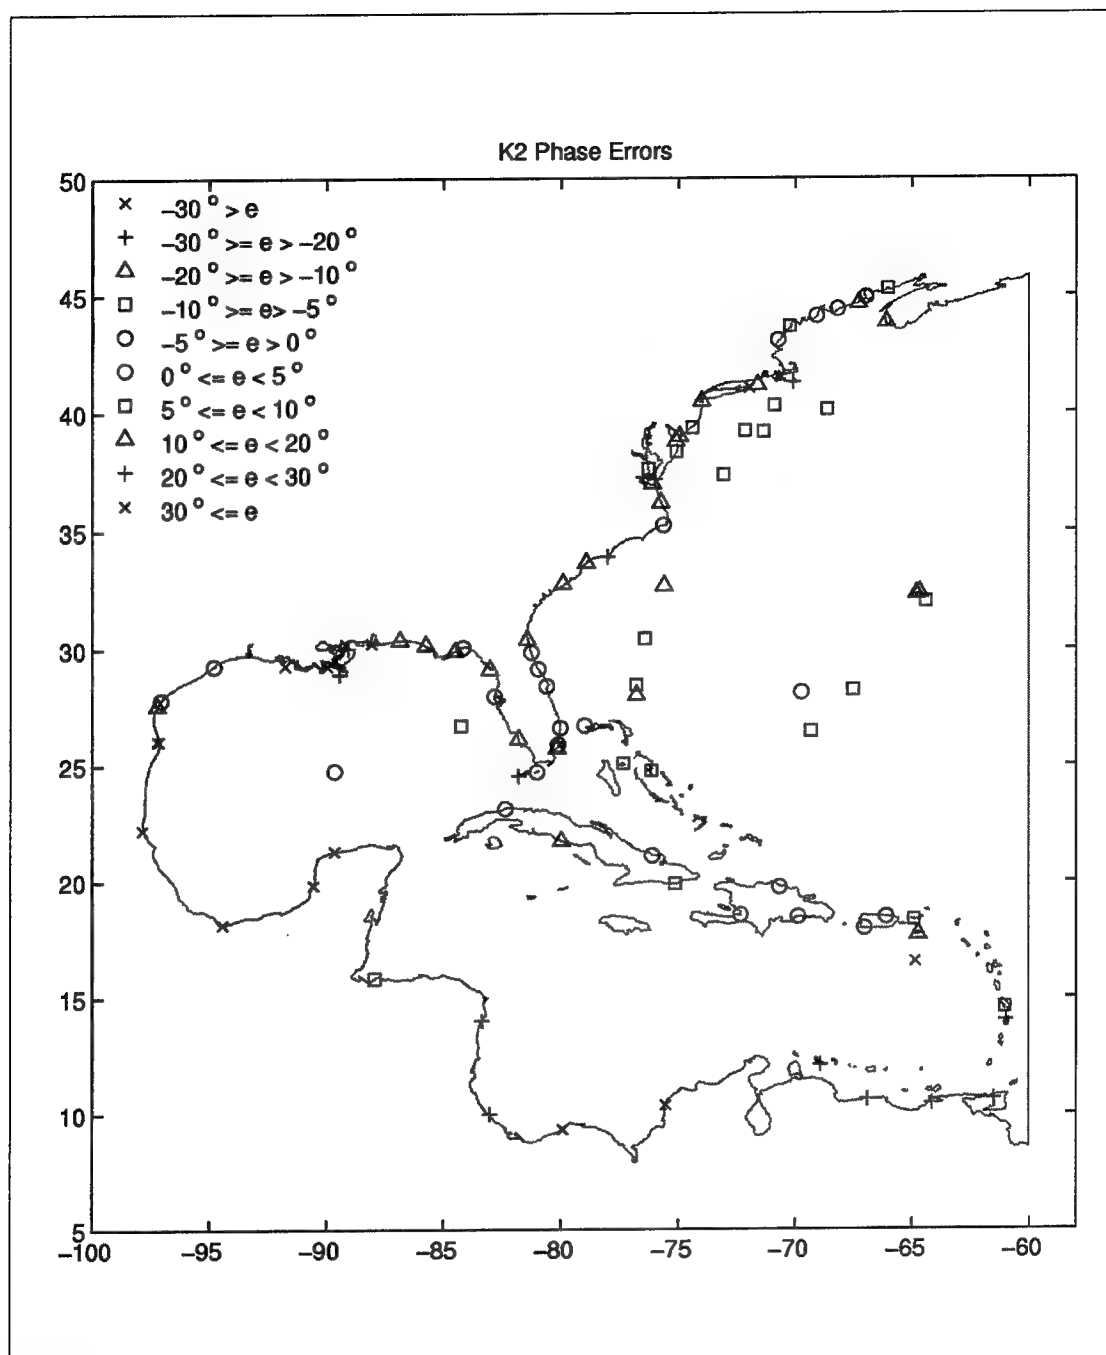 K2 Phase Errors
50
× −30° > e
+ −30° >= e > −20°
△ −20° >= e > −10°
□ −10° >= e> −5°
○ −5° >= e > 0°
○ 0° <= e < 5°
□ 5° <= e < 10°
△ 10° <= e < 20°
+ 20° <= e < 30°
× 30° <= e
45
40
35
30
25
20
15
10
5
−100 −95 −90 −85 −80 −75 −70 −65 −60